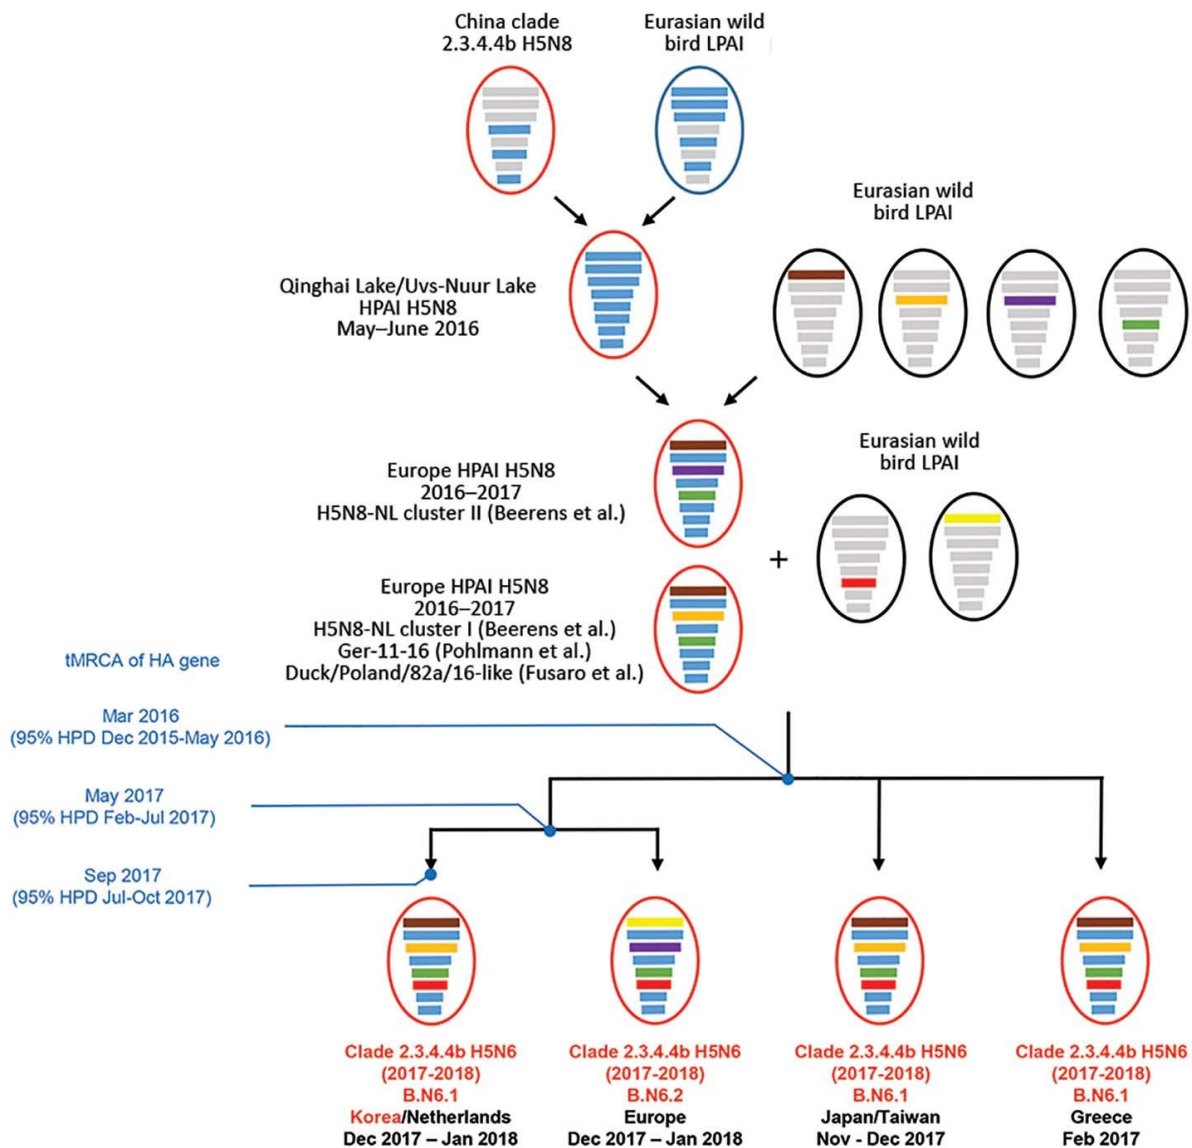 China clade
2.3.4.4b H5N8
Eurasian wild
bird LPAI
Eurasian wild
bird LPAI
Qinghai Lake/Uvs-Nuur Lake
HPAI H5N8
May–June 2016
Europe HPAI H5N8
2016–2017
H5N8-NL cluster II (Beerens et al.)
Eurasian wild
bird LPAI
+
Europe HPAI H5N8
2016–2017
H5N8-NL cluster I (Beerens et al.)
Ger-11-16 (Pohlmann et al.)
Duck/Poland/82a/16-like (Fusaro et al.)
tMRCA of HA gene
Mar 2016
(95% HPD Dec 2015-May 2016)
May 2017
(95% HPD Feb-Jul 2017)
Sep 2017
(95% HPD Jul-Oct 2017)
Clade 2.3.4.4b H5N6
(2017-2018)
B.N6.1
Korea/Netherlands
Dec 2017 – Jan 2018
Clade 2.3.4.4b H5N6
(2017-2018)
B.N6.2
Europe
Dec 2017 – Jan 2018
Clade 2.3.4.4b H5N6
(2017-2018)
B.N6.1
Japan/Taiwan
Nov - Dec 2017
Clade 2.3.4.4b H5N6
(2017-2018)
B.N6.1
Greece
Feb 2017